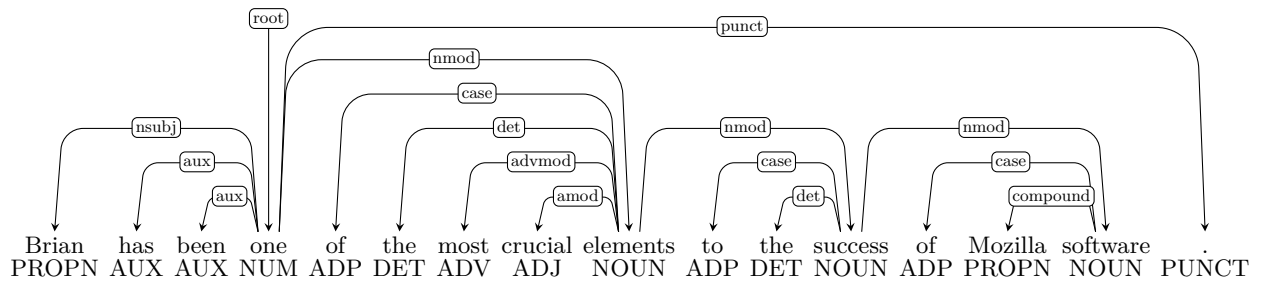 root
punct
nmod
case
nsubj det nmod nmod
aux advmod case case
aux amod det compound
Brian has been one of the most crucial elements to the success of Mozilla software .
PROPN AUX AUX NUM ADP DET ADV ADJ NOUN ADP DET NOUN ADP PROPN NOUN PUNCT